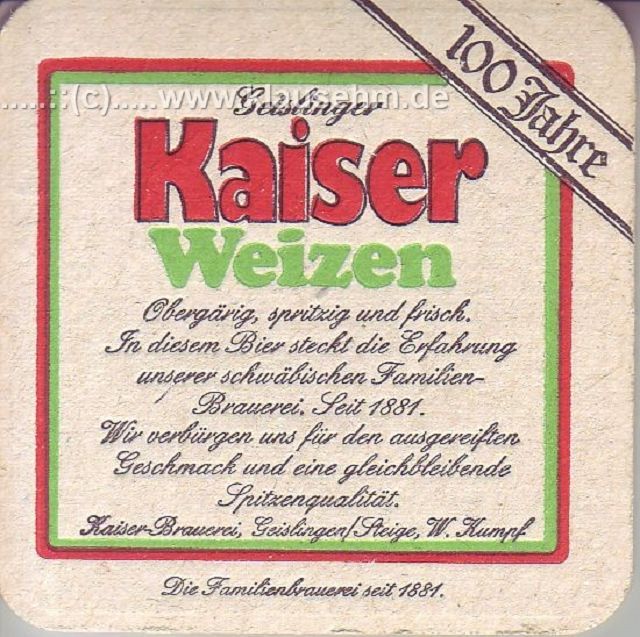 100 Jahre
.....::(c).....www.klausehm.de
Geislinger
Kaiser
Weizen
Obergärig, spritzig und frisch.
In diesem Bier steckt die Erfahrung
unserer schwäbischen Familien-
Brauerei. Seit 1881.
Wir verbürgen uns für den ausgereiften
Geschmack und eine gleichbleibende
Spitzenqualität.
Kaiser-Brauerei, Geislingen/Steige, W. Kumpf
Die Familienbrauerei seit 1881.